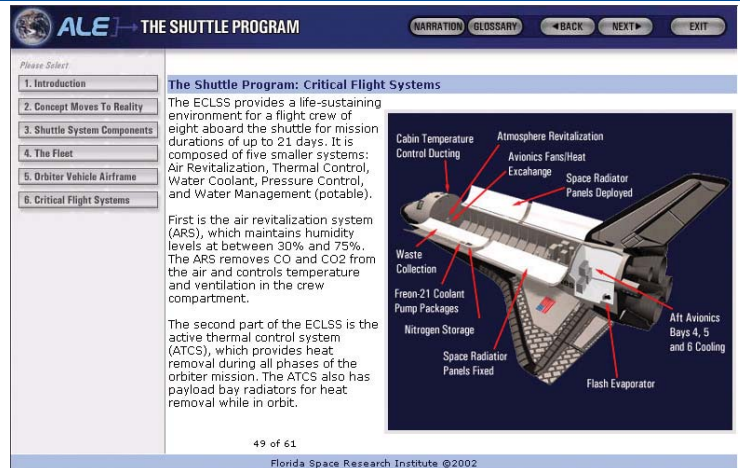 ALE THE SHUTTLE PROGRAM
NARRATION GLOSSARY ◄BACK NEXT► EXIT
Please Select
1. Introduction
2. Concept Moves To Reality
3. Shuttle System Components
4. The Fleet
5. Orbiter Vehicle Airframe
6. Critical Flight Systems
The Shuttle Program: Critical Flight Systems
The ECLSS provides a life-sustaining
environment for a flight crew of
eight aboard the shuttle for mission
durations of up to 21 days. It is
composed of five smaller systems:
Air Revitalization, Thermal Control,
Water Coolant, Pressure Control,
and Water Management (potable).
First is the air revitalization system
(ARS), which maintains humidity
levels at between 30% and 75%.
The ARS removes CO and CO2 from
the air and controls temperature
and ventilation in the crew
compartment.
The second part of the ECLSS is the
active thermal control system
(ATCS), which provides heat
removal during all phases of the
orbiter mission. The ATCS also has
payload bay radiators for heat
removal while in orbit.
Cabin Temperature
Control Ducting
Atmosphere Revitalization
Avionics Fans/Heat
Excahange
Space Radiator
Panels Deployed
Waste
Collection
Freon-21 Coolant
Pump Packages
Nitrogen Storage
Space Radiatior
Panels Fixed
Flash Evaporator
Aft Avionics
Bays 4, 5
and 6 Cooling
49 of 61
Florida Space Research Institute ©2002